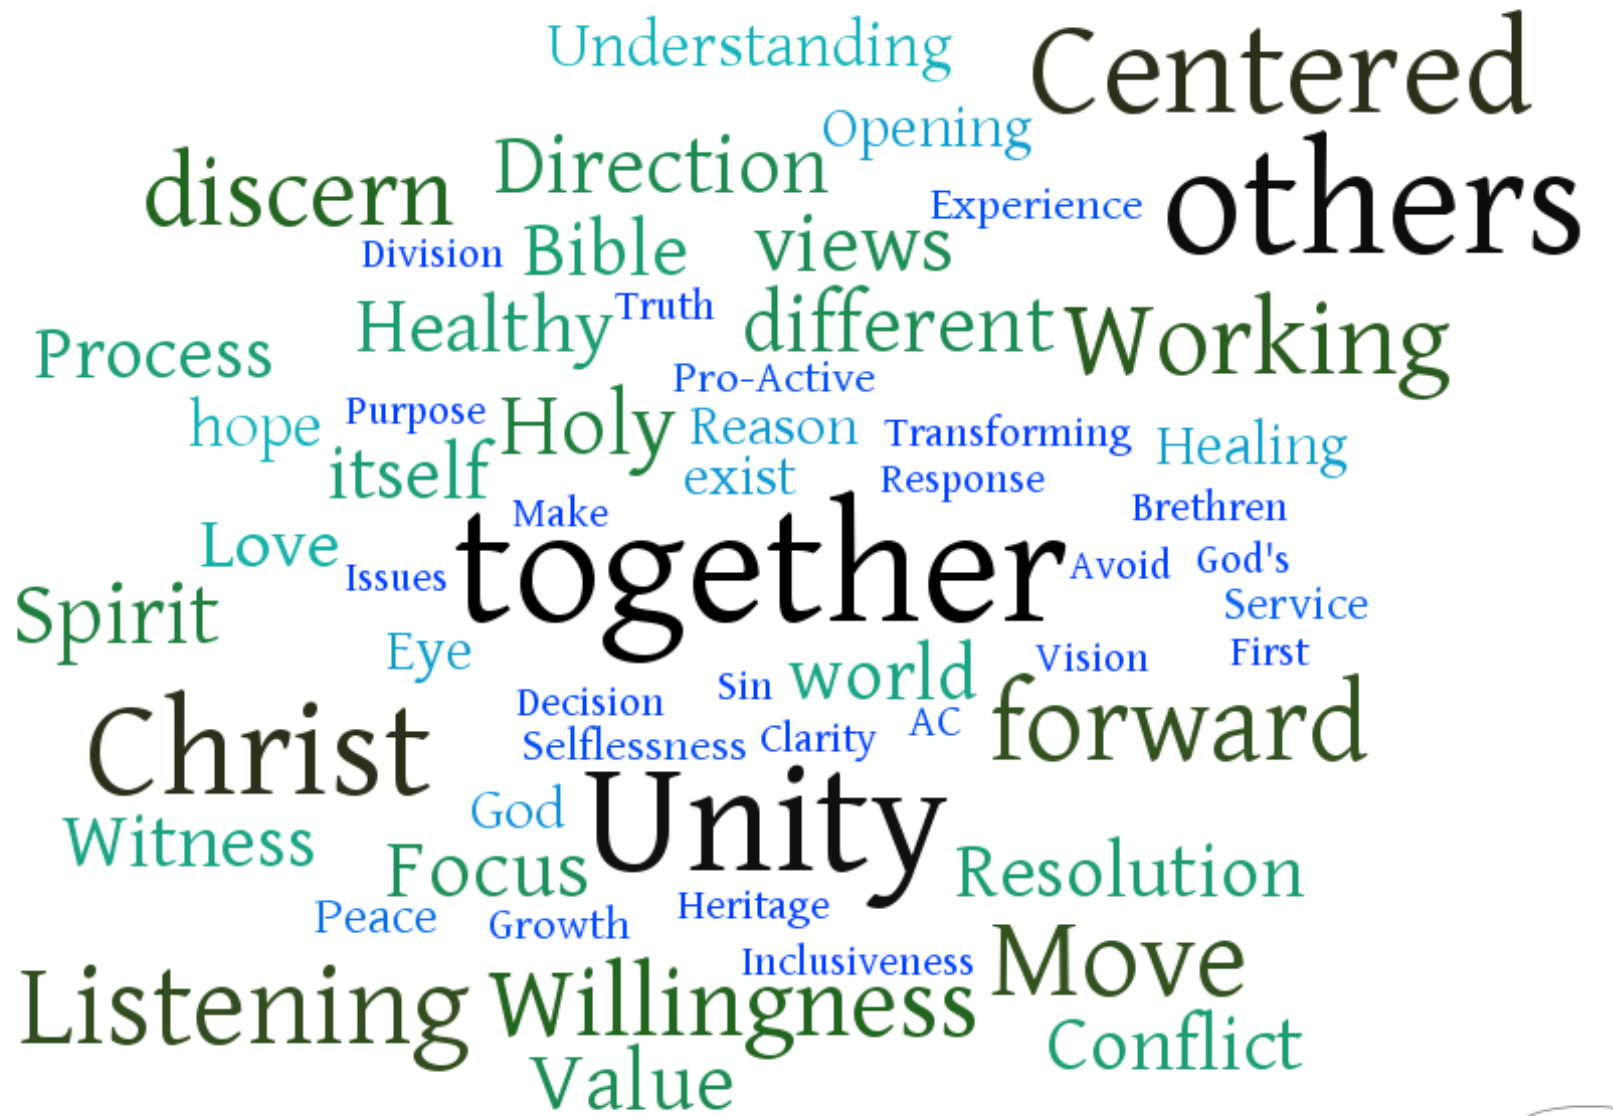 Understanding
Centered
Opening
Direction
discern
others
Experience
Division
Bible
views
Truth
Healthy
different
Working
Process
Pro-Active
hope
Purpose
Holy
Reason
Transforming
Healing
itself
exist
Response
Make
Brethren
Love
Issues
together
Avoid
God's
Spirit
Service
Eye
world
Vision
First
Sin
Decision
forward
Christ
Selflessness
Clarity
AC
God
Unity
Witness
Focus
Resolution
Peace
Growth
Heritage
Inclusiveness
Move
Listening
Willingness
Conflict
Value